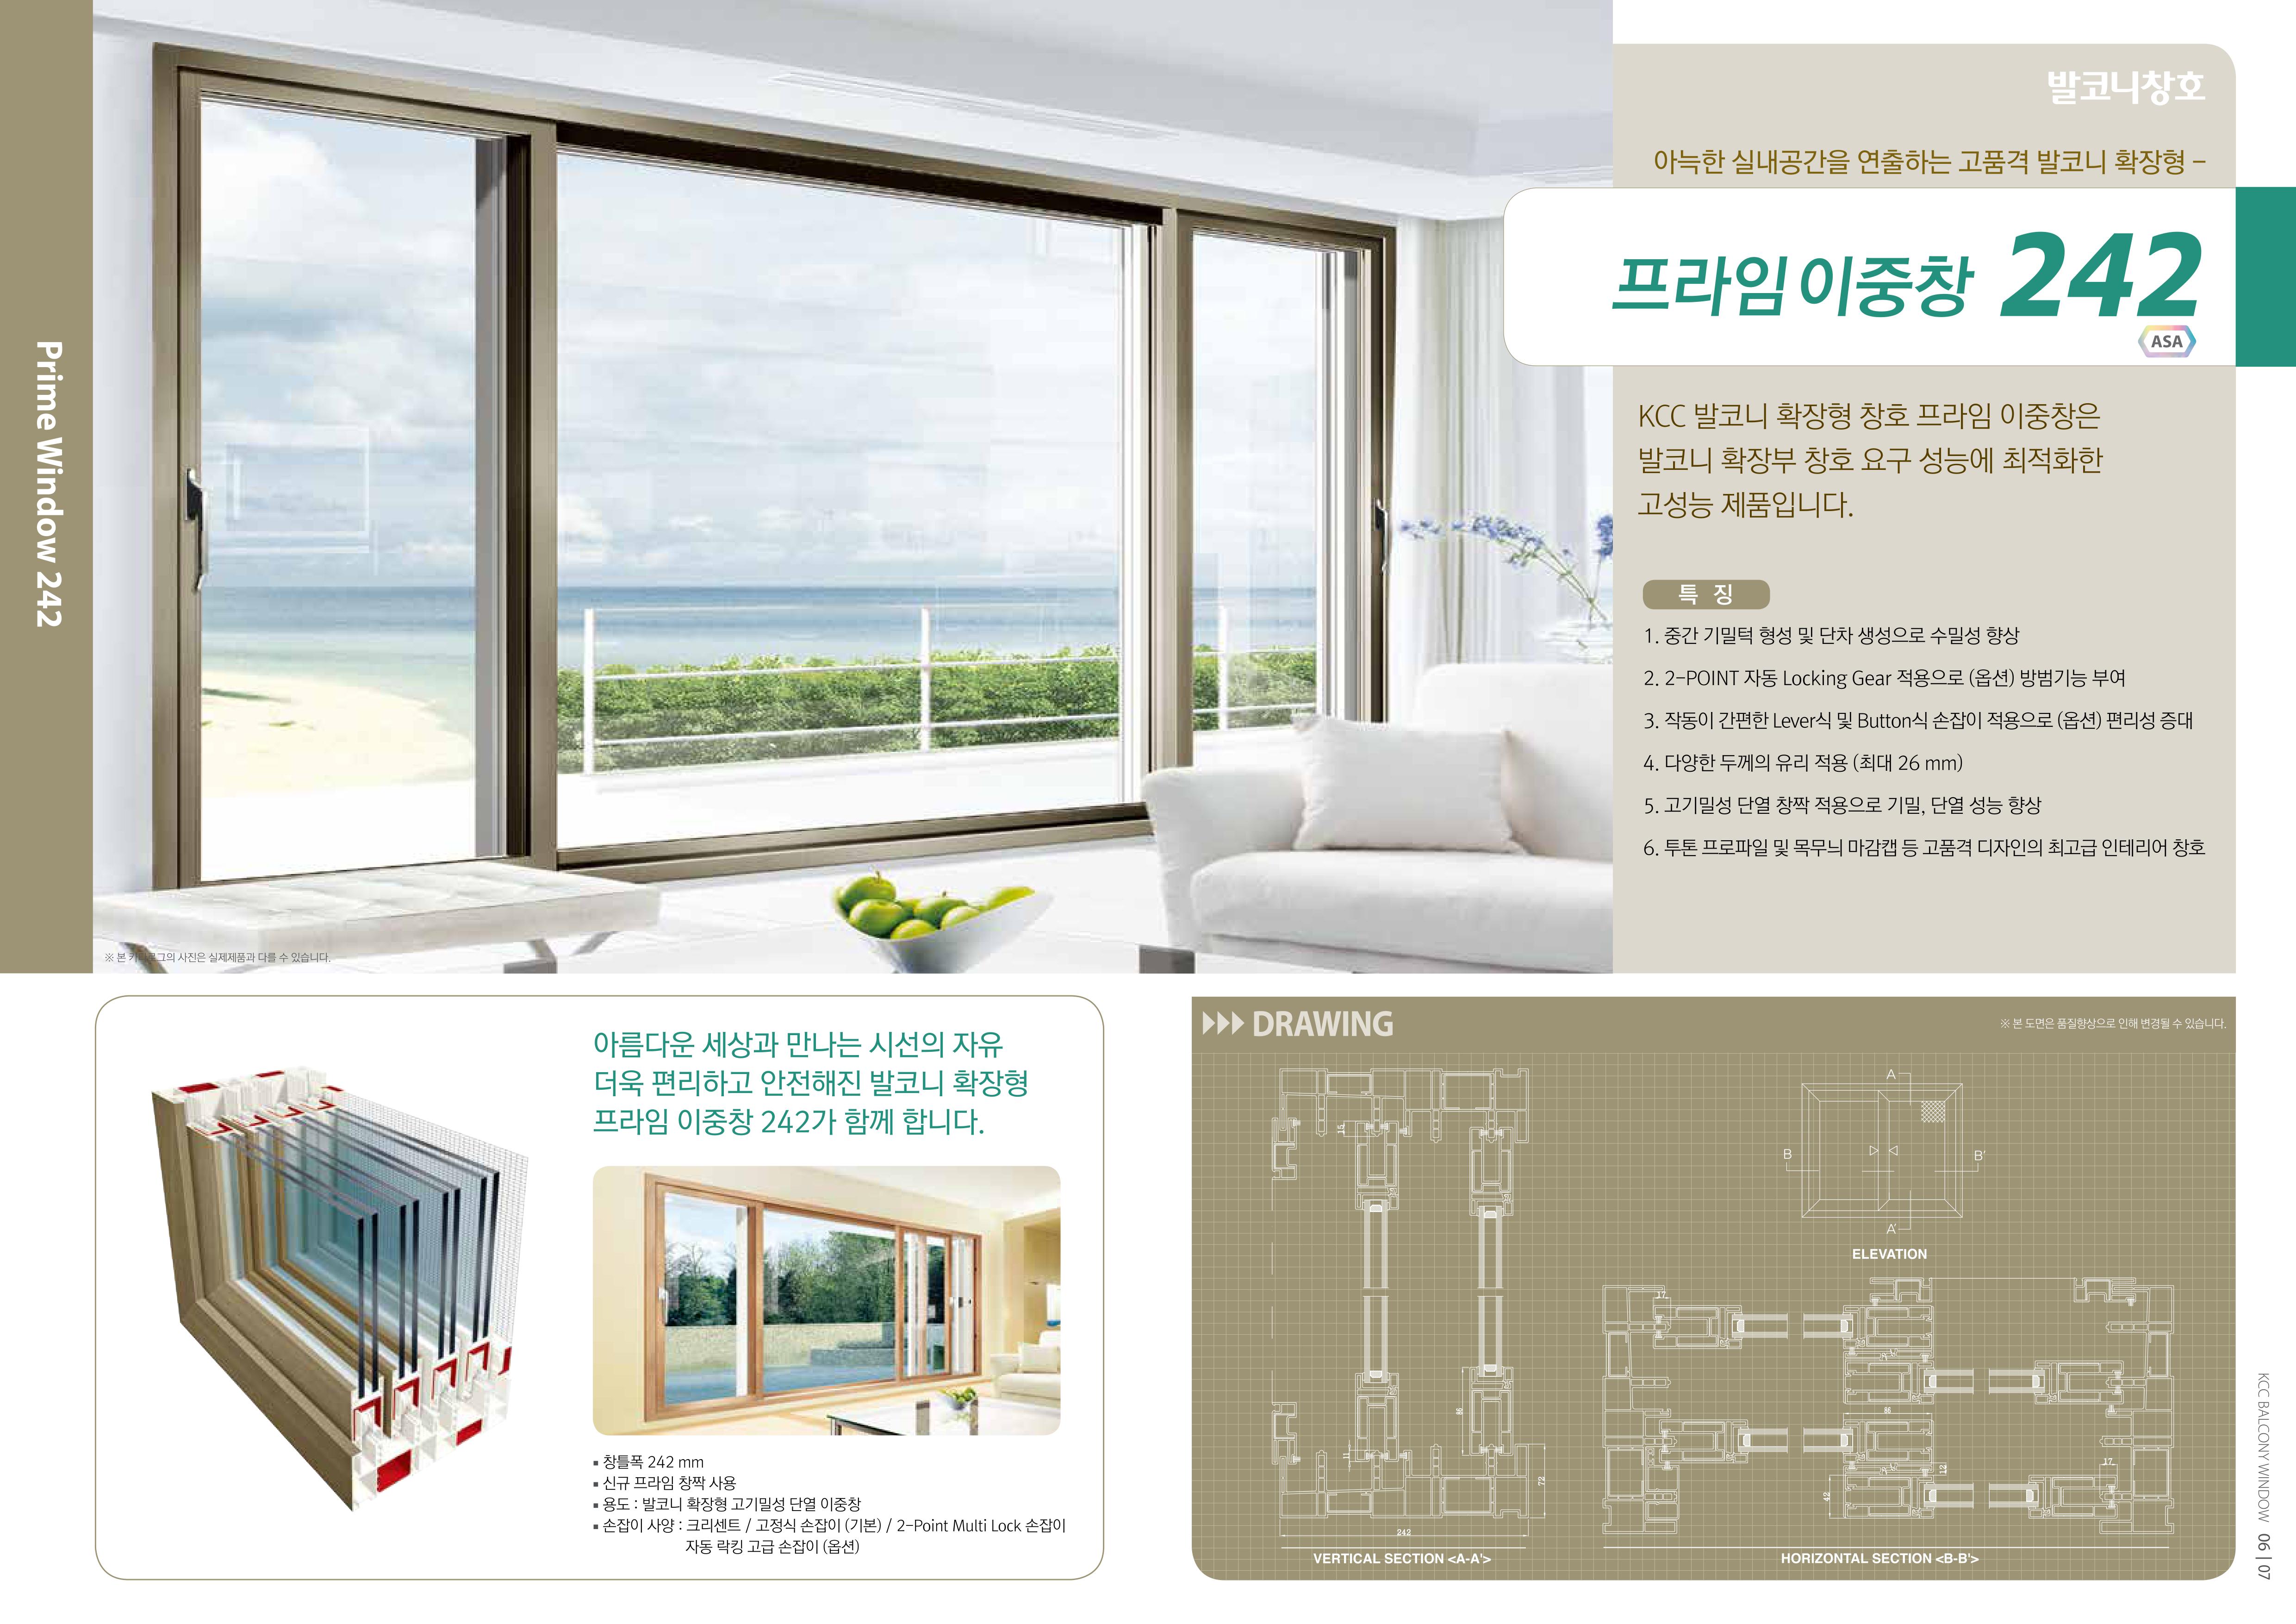 Prime Window 242
발코니창호
아늑한 실내공간을 연출하는 고품격 발코니 확장형 –
프라임 이중창 242
ASA
KCC 발코니 확장형 창호 프라임 이중창은
발코니 확장부 창호 요구 성능에 최적화한
고성능 제품입니다.
특 징
1. 중간 기밀턱 형성 및 단차 생성으로 수밀성 향상
2. 2-POINT 자동 Locking Gear 적용으로 (옵션) 방범기능 부여
3. 작동이 간편한 Lever식 및 Button식 손잡이 적용으로 (옵션) 편리성 증대
4. 다양한 두께의 유리 적용 (최대 26 mm)
5. 고기밀성 단열 창짝 적용으로 기밀, 단열 성능 향상
6. 투톤 프로파일 및 목무늬 마감캡 등 고품격 디자인의 최고급 인테리어 창호
※ 본 카다로그의 사진은 실제제품과 다를 수 있습니다.
아름다운 세상과 만나는 시선의 자유
더욱 편리하고 안전해진 발코니 확장형
프라임 이중창 242가 함께 합니다.
▪ 창틀폭 242 mm
▪ 신규 프라임 창짝 사용
▪ 용도 : 발코니 확장형 고기밀성 단열 이중창
▪ 손잡이 사양 : 크리센트 / 고정식 손잡이 (기본) / 2-Point Multi Lock 손잡이
자동 락킹 고급 손잡이 (옵션)
DRAWING
※ 본 도면은 품질향상으로 인해 변경될 수 있습니다.
15
86
11
72
242
VERTICAL SECTION <A-A'>
A
B
B'
A'
ELEVATION
17
86
12
17
42
HORIZONTAL SECTION <B-B'>
KCC BALCONY WINDOW 06 | 07